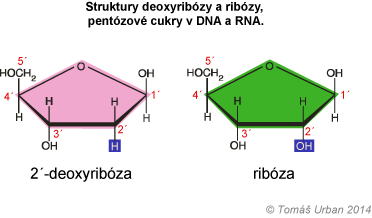 Struktury deoxyribózy a ribózy,
pentózové cukry v DNA a RNA.
5´
HOCH₂ O OH
4´ 1´
H H H H
3´ 2´
OH H
2´-deoxyribóza
5´
HOCH₂ O OH
4´ 1´
H H H H
3´ 2´
OH OH
ribóza
© Tomáš Urban 2014